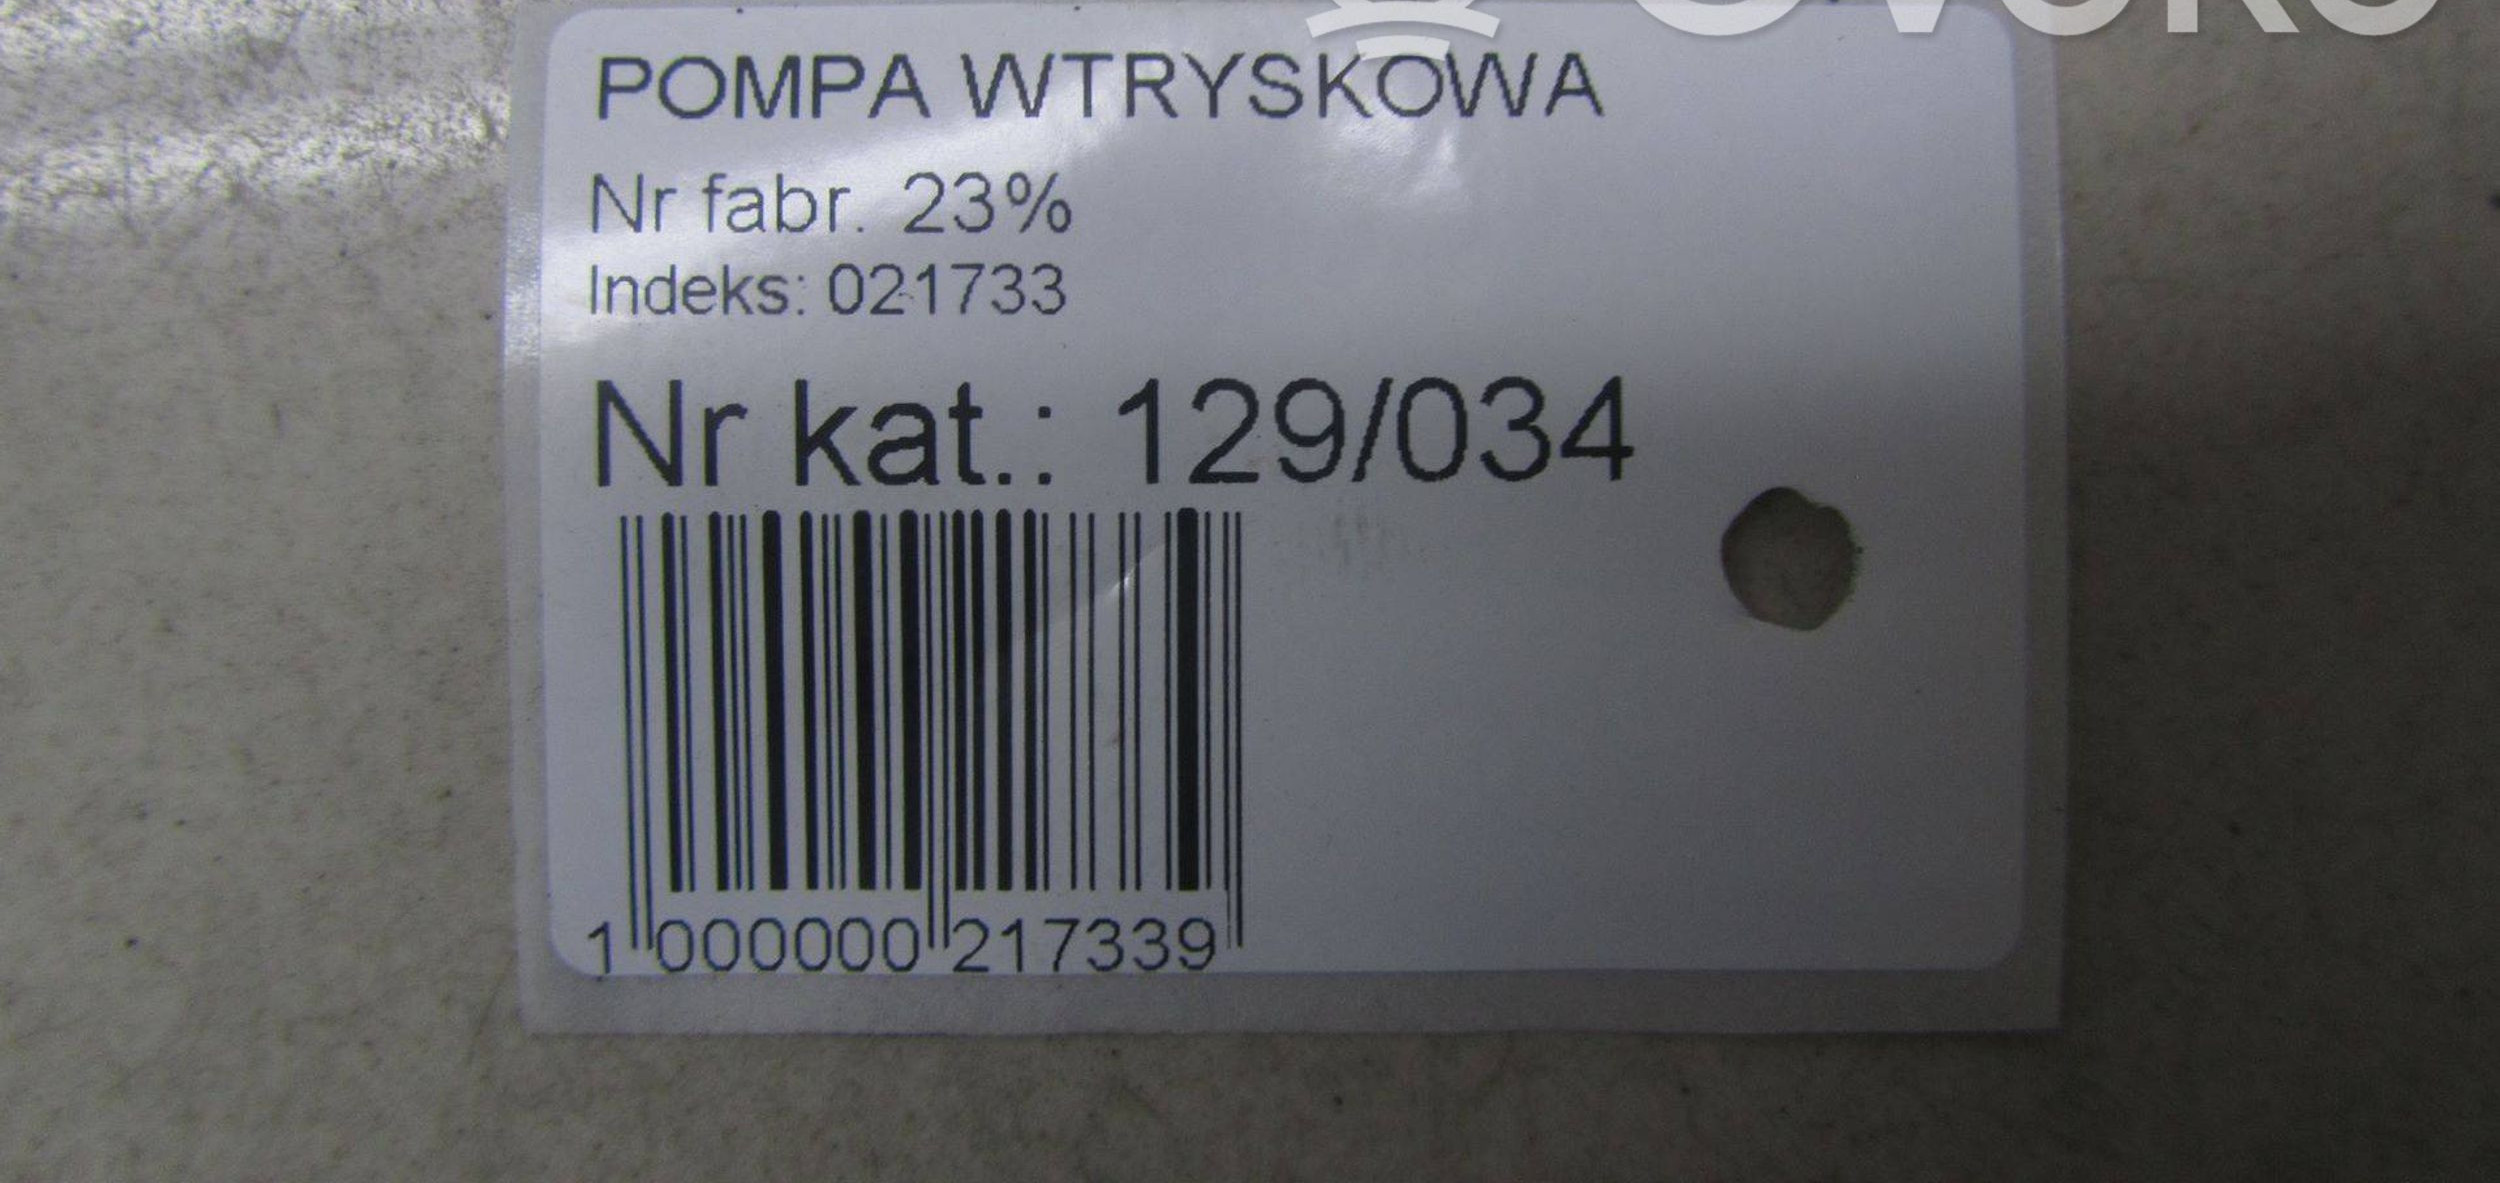 POMPA WTRYSKOWA
Nr fabr. 23%
Indeks: 021733
Nr kat.: 129/034
1 000000 217339